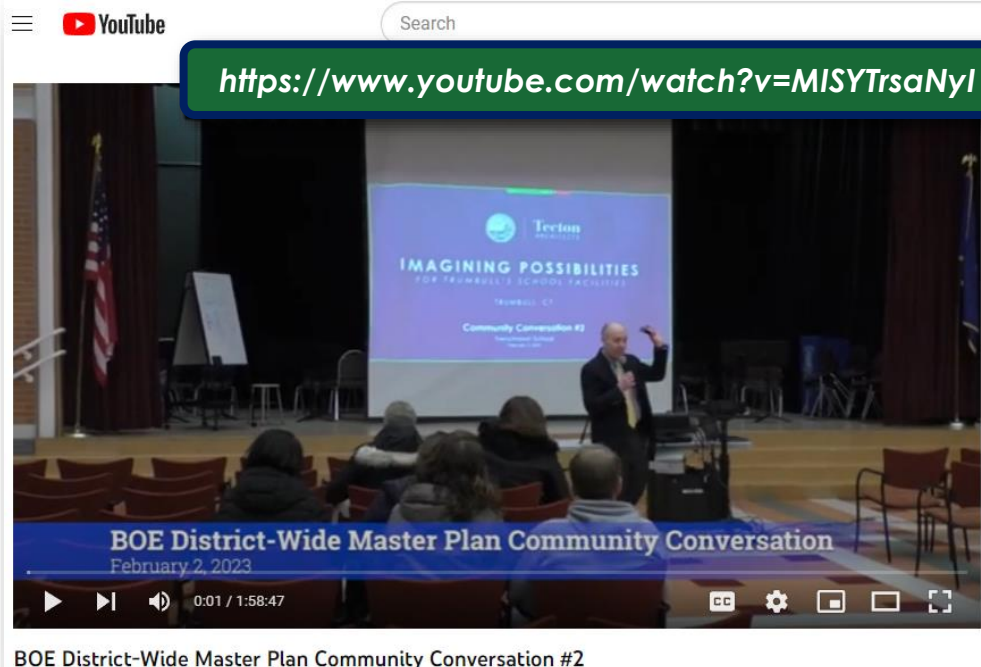 YouTube
Search
https://www.youtube.com/watch?v=MISYTrsaNyI
Tecton
ARCHITECTS
IMAGINING POSSIBILITIES
FOR TRUMBULL'S SCHOOL FACILITIES
TRUMBULL, CT
Community Conversation #2
BOE District-Wide Master Plan Community Conversation
February 2, 2023
0:01 / 1:58:47
CC
BOE District-Wide Master Plan Community Conversation #2